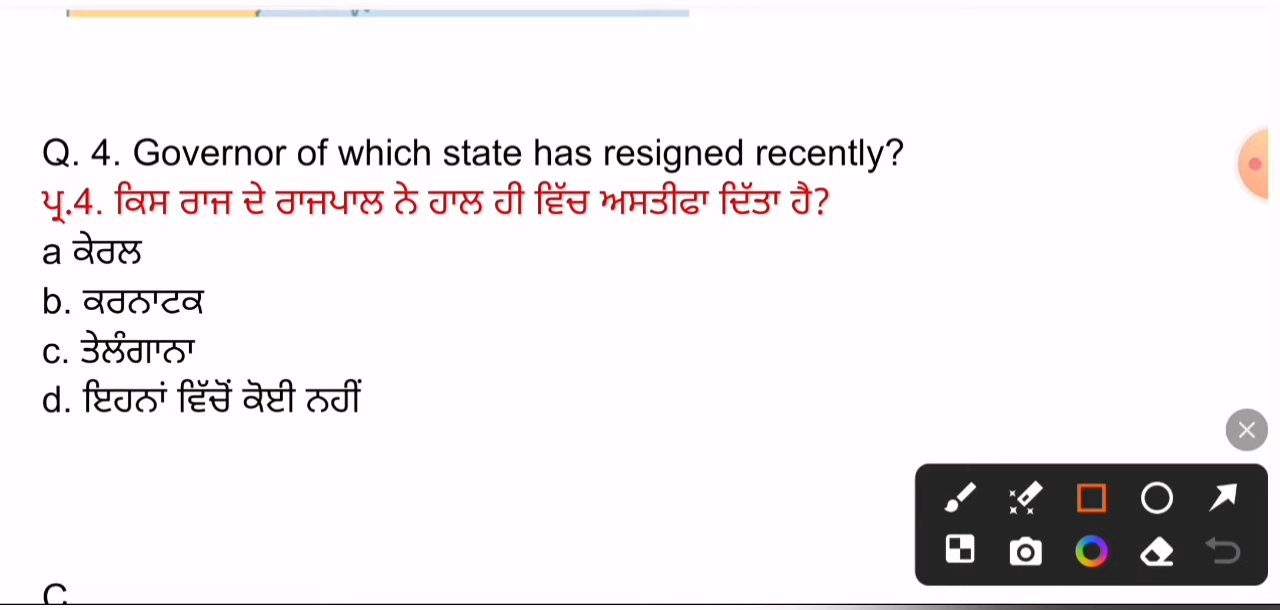 Q. 4. Governor of which state has resigned recently?
ਪ੍ਰ.4. ਕਿਸ ਰਾਜ ਦੇ ਰਾਜਪਾਲ ਨੇ ਹਾਲ ਹੀ ਵਿੱਚ ਅਸਤੀਫਾ ਦਿੱਤਾ ਹੈ?
a ਕੇਰਲ
b. ਕਰਨਾਟਕ
c. ਤੇਲੰਗਾਨਾ
d. ਇਹਨਾਂ ਵਿੱਚੋਂ ਕੋਈ ਨਹੀਂ
C.